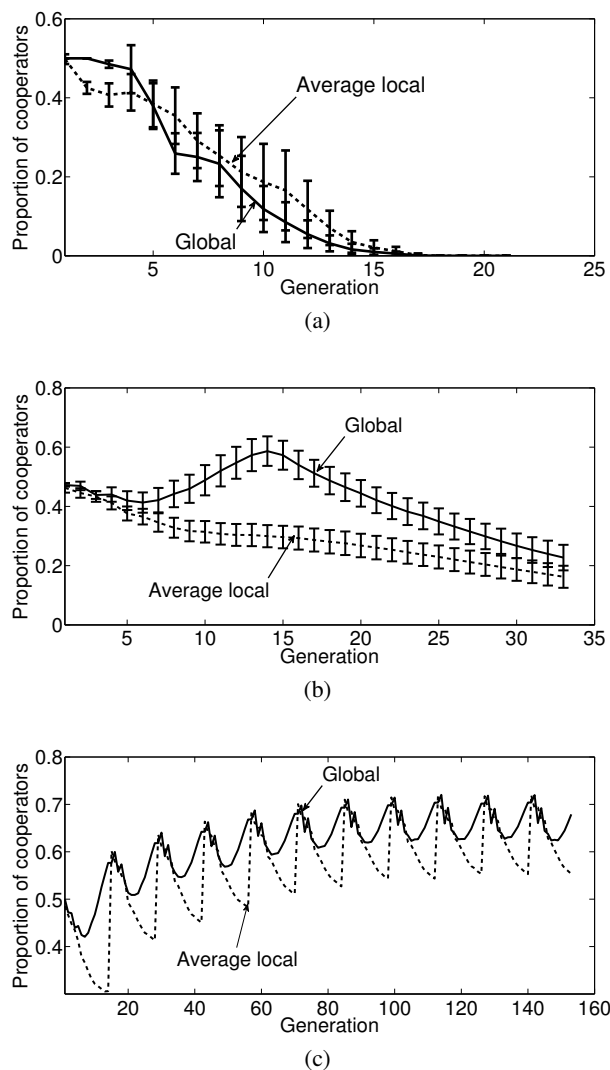 0.6
0.4
0.2
0
Proportion of cooperators
Average local
Global
5 10 15 20 25
Generation
(a)
0.8
0.6
0.4
0.2
0
Proportion of cooperators
Global
Average local
5 10 15 20 25 30 35
Generation
(b)
0.8
0.7
0.6
0.5
0.4
Proportion of cooperators
Global
Average local
20 40 60 80 100 120 140 160
Generation
(c)